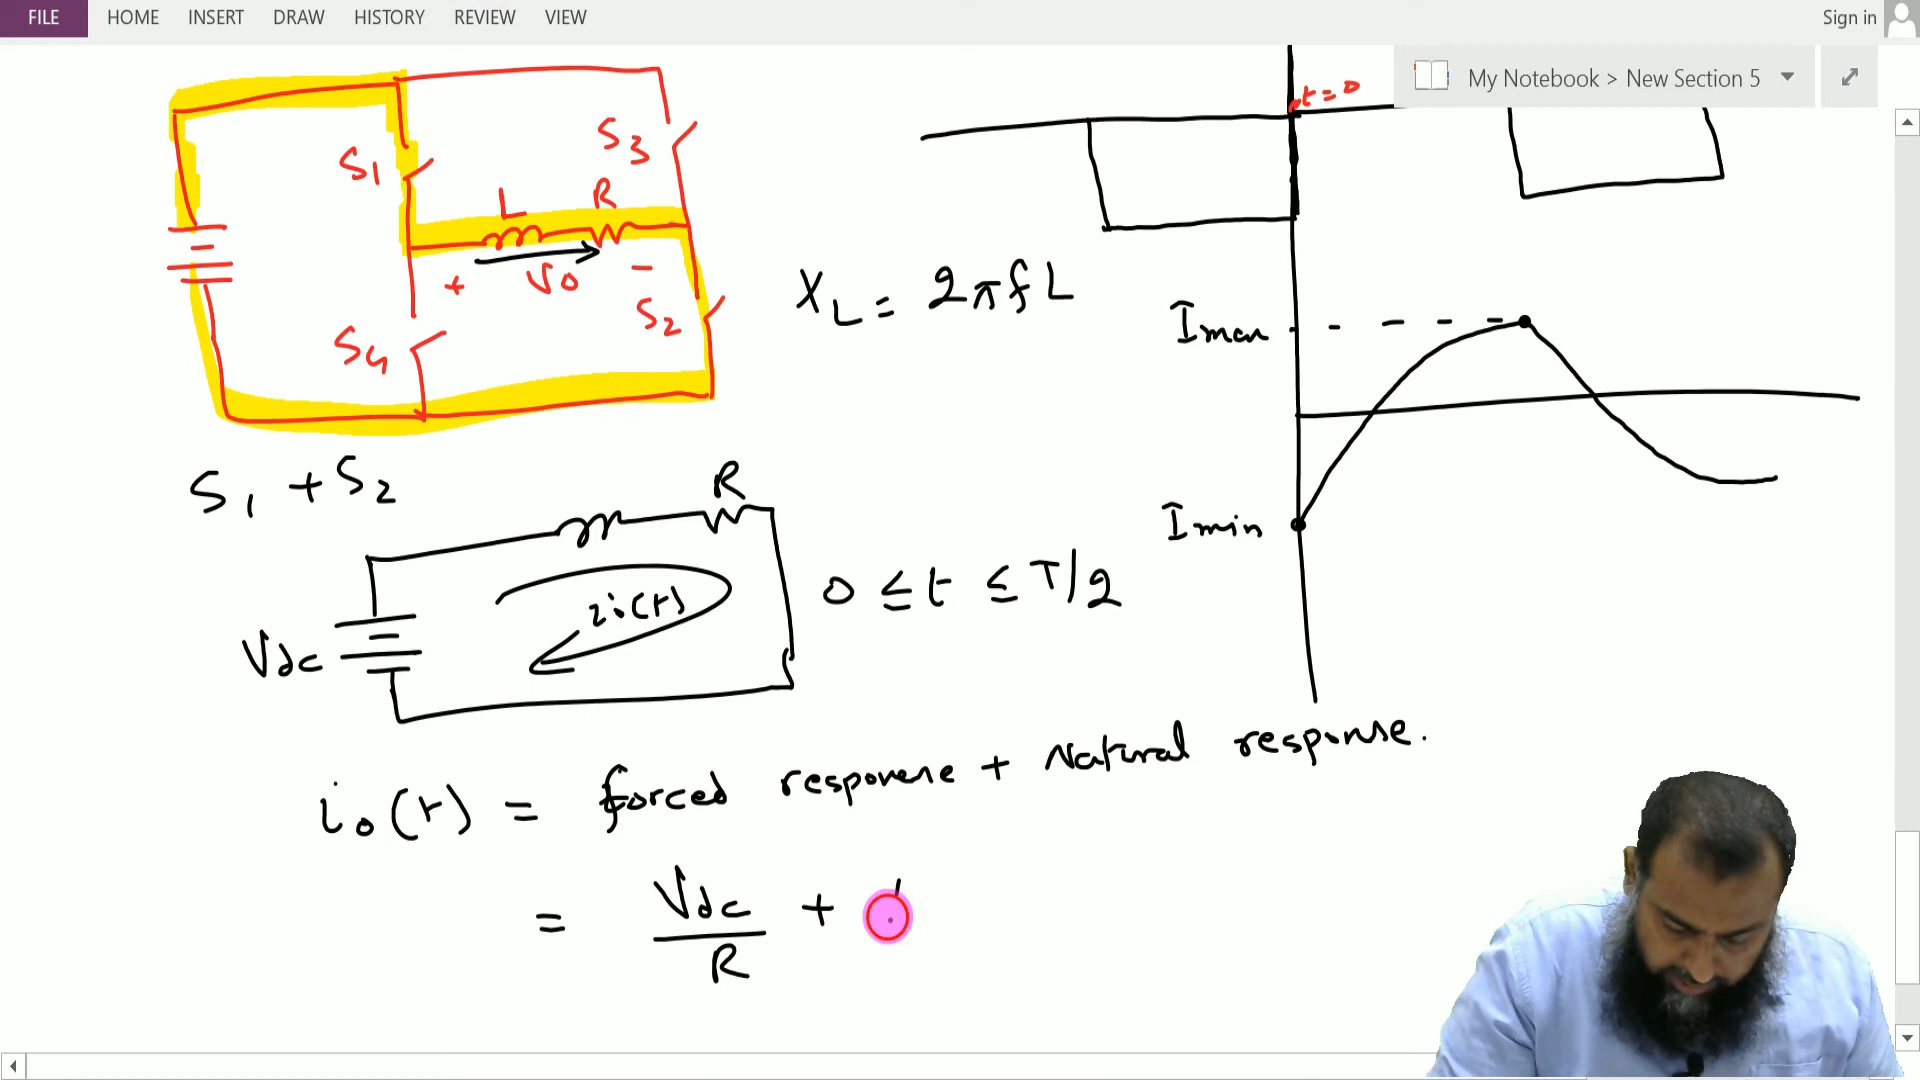 FILE HOME INSERT DRAW HISTORY REVIEW VIEW Sign in
My Notebook > New Section 5
t=0
S1
S3
L R
+ Vo -
S2
S4
XL = 2πfL
Imax
Imin
S1 + S2
R
Vdc
io(t)
0 ≤ t ≤ T/2
io(t) = forced response + Natural response.
= Vdc/R +